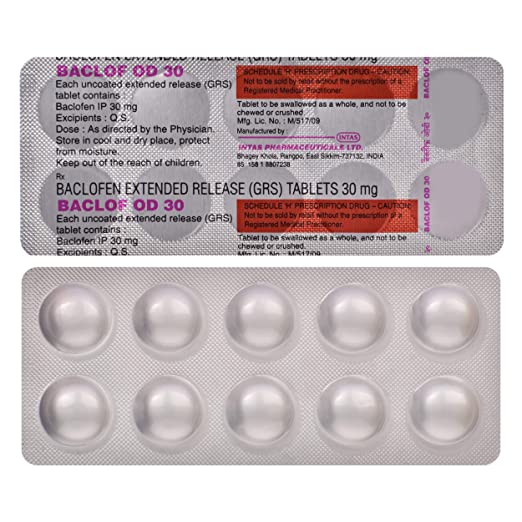 EXTENDED RELEASE (GRS) TABLETS 30 mg
BACLOF OD 30
Each uncoated extended release (GRS)
tablet contains :
Baclofen IP 30 mg
Excipients : Q.S.
Dose : As directed by the Physician.
Store in cool and dry place, protect
from moisture.
Keep out of the reach of children.
SCHEDULE 'H' PRESCRIPTION DRUG – CAUTION:
Not to be sold by retail without the prescription of a
Registered Medical Practitioner.
Tablet to be swallowed as a whole, and not to be
chewed or crushed.
Mfg. Lic. No. : M/517/09
Manufactured by :
INTAS
INTAS PHARMACEUTICALS LTD.
Bhagey Khola, Rangpo, East Sikkim-737132, INDIA
BACLOF OD 30
Rx
BACLOFEN EXTENDED RELEASE (GRS) TABLETS 30 mg
BACLOF OD 30
Each uncoated extended release (GRS)
tablet contains :
Baclofen IP 30 mg
Excipients : Q.S.
SCHEDULE 'H' PRESCRIPTION DRUG – CAUTION:
Not to be sold by retail without the prescription of a
Registered Medical Practitioner.
Tablet to be swallowed as a whole, and not to be
chewed or crushed.
Mfg. Lic. No. : M/517/09
BACLOF OD 30